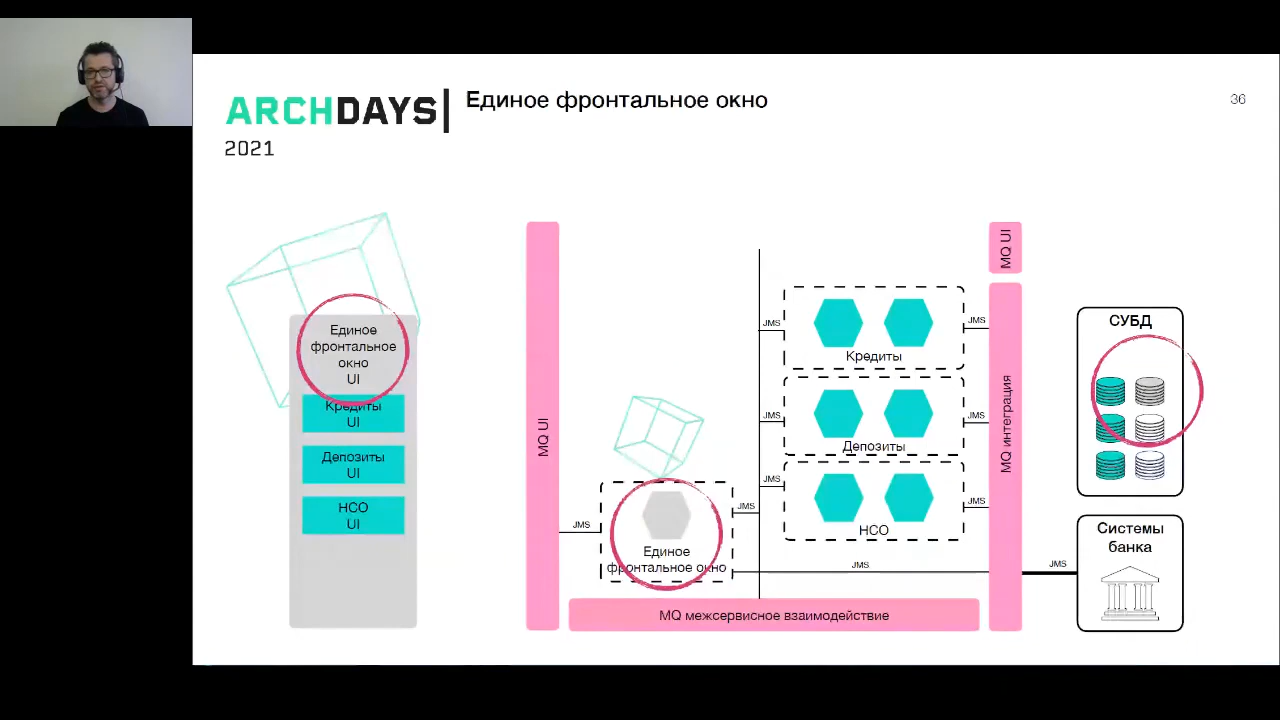 ARCHDAYS
2021
Единое фронтальное окно
36
Единое
фронтальное
окно
UI
Кредиты
UI
Депозиты
UI
НСО
UI
MQ UI
JMS
Единое
фронтальное окно
JMS
JMS
JMS
JMS
Кредиты
Депозиты
НСО
JMS
JMS
JMS
JMS
MQ межсервисное взаимодействие
MQ UI
MQ интеграция
JMS
СУБД
Системы
банка